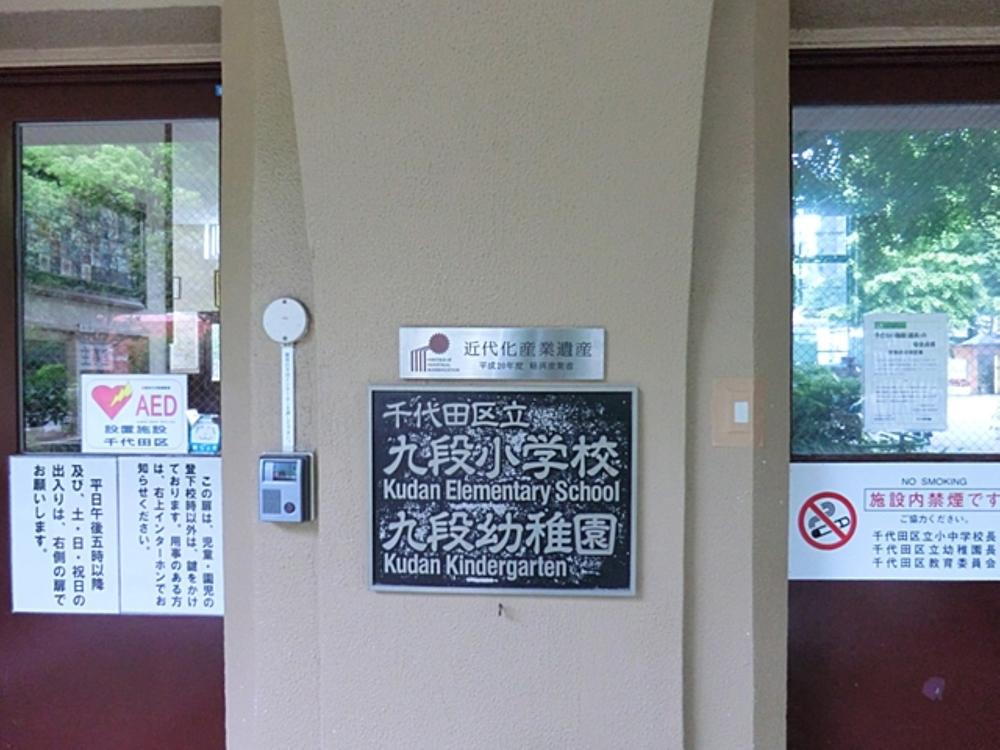 AED
設置施設
千代田区
この扉は、児童・園児の
登下校時以外は、鍵をかけ
ております。用事のある方
は、右上インターホンでお
知らせください。
平日午後五時以降
及び、土・日・祝日の
出入りは、右側の扉で
お願いします。
近代化産業遺産
平成20年度 経済産業省
千代田区立
九段小学校
Kudan Elementary School
九段幼稚園
Kudan Kindergarten
NO SMOKING
施設内禁煙です
ご協力ください。
千代田区立小中学校長
千代田区立幼稚園長
千代田区教育委員会